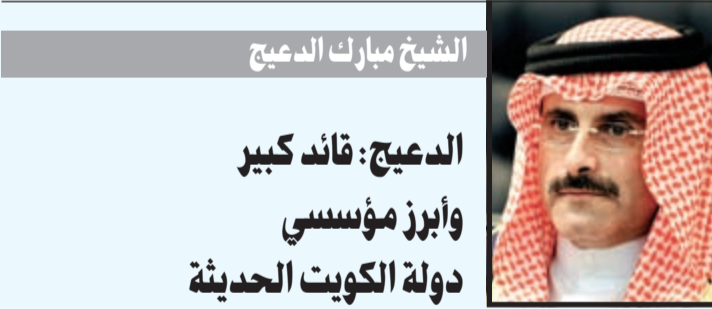 الشيخ مبارك الدعيج
الدعيج: قائد كبير
وأبرز مؤسسي
دولة الكويت الحديثة